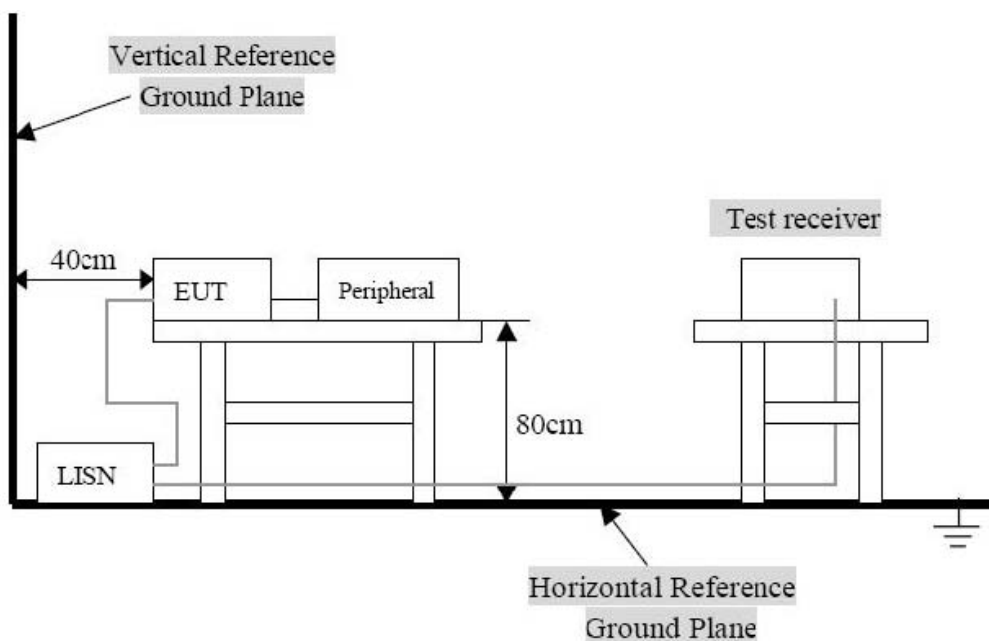 Vertical Reference
Ground Plane
Test receiver
40cm
EUT
Peripheral
80cm
LISN
Horizontal Reference
Ground Plane